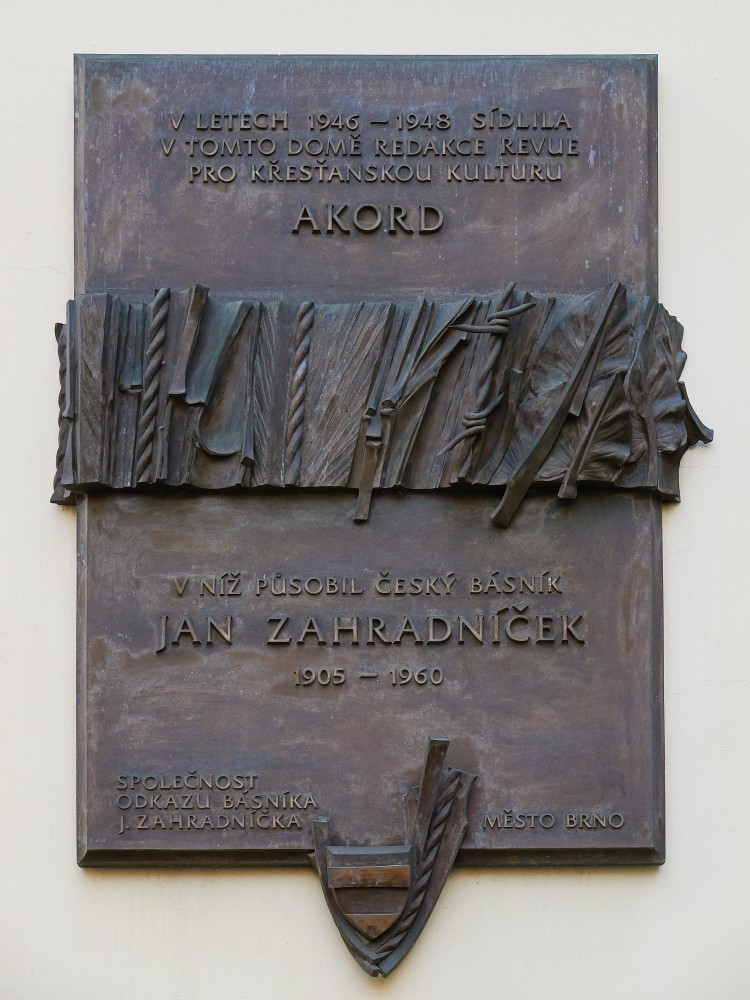 V LETECH 1946 – 1948 SÍDLILA
V TOMTO DOMĚ REDAKCE REVUE
PRO KŘESŤANSKOU KULTURU
AKORD
V NÍŽ PŮSOBIL ČESKÝ BÁSNÍK
JAN ZAHRADNÍČEK
1905 – 1960
SPOLEČNOST
ODKAZU BÁSNÍKA
J. ZAHRADNÍČKA
MĚSTO BRNO